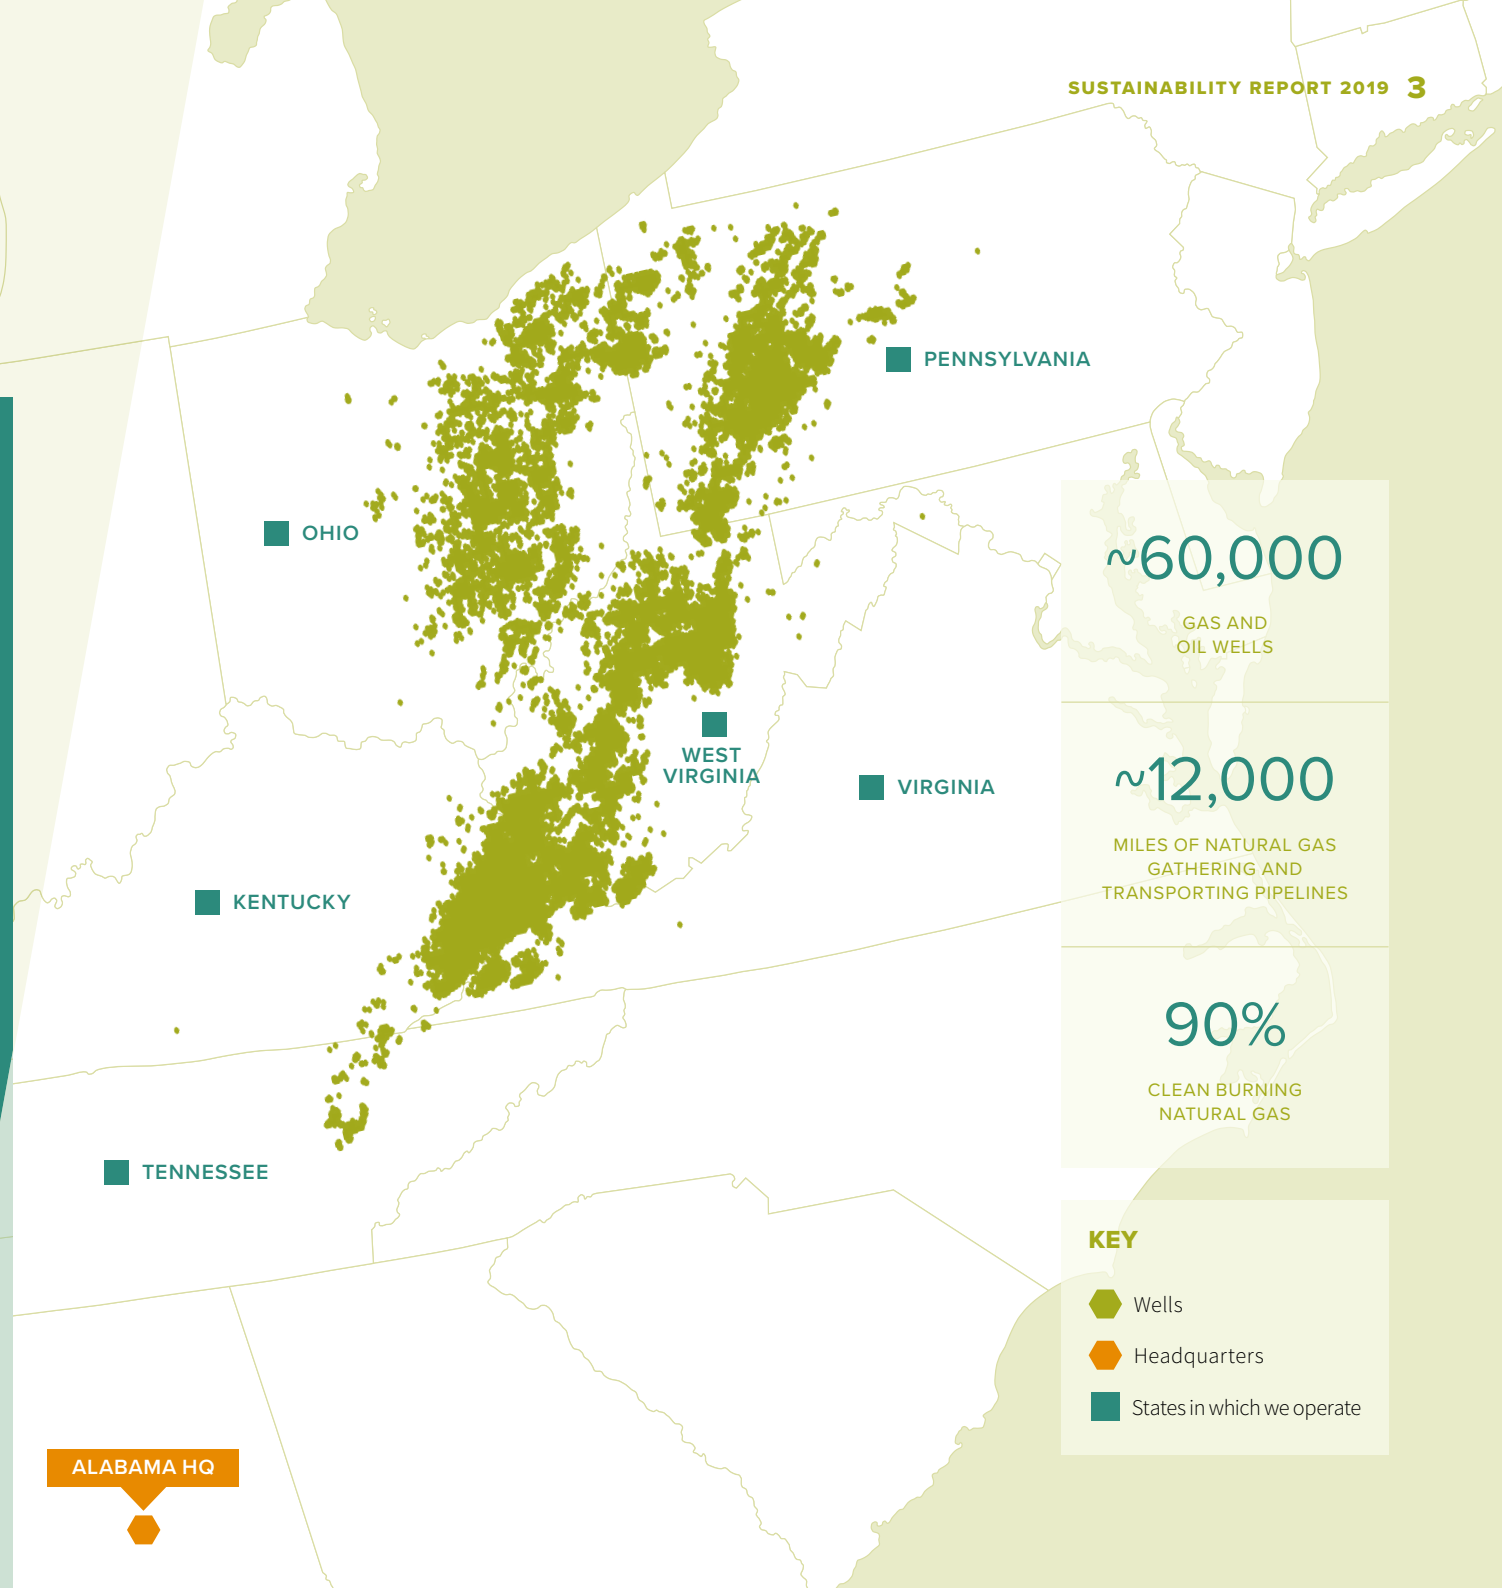 SUSTAINABILITY REPORT 2019 3
PENNSYLVANIA
OHIO
WEST
VIRGINIA
VIRGINIA
KENTUCKY
TENNESSEE
ALABAMA HQ
~60,000
GAS AND
OIL WELLS
~12,000
MILES OF NATURAL GAS
GATHERING AND
TRANSPORTING PIPELINES
90%
CLEAN BURNING
NATURAL GAS
KEY
Wells
Headquarters
States in which we operate